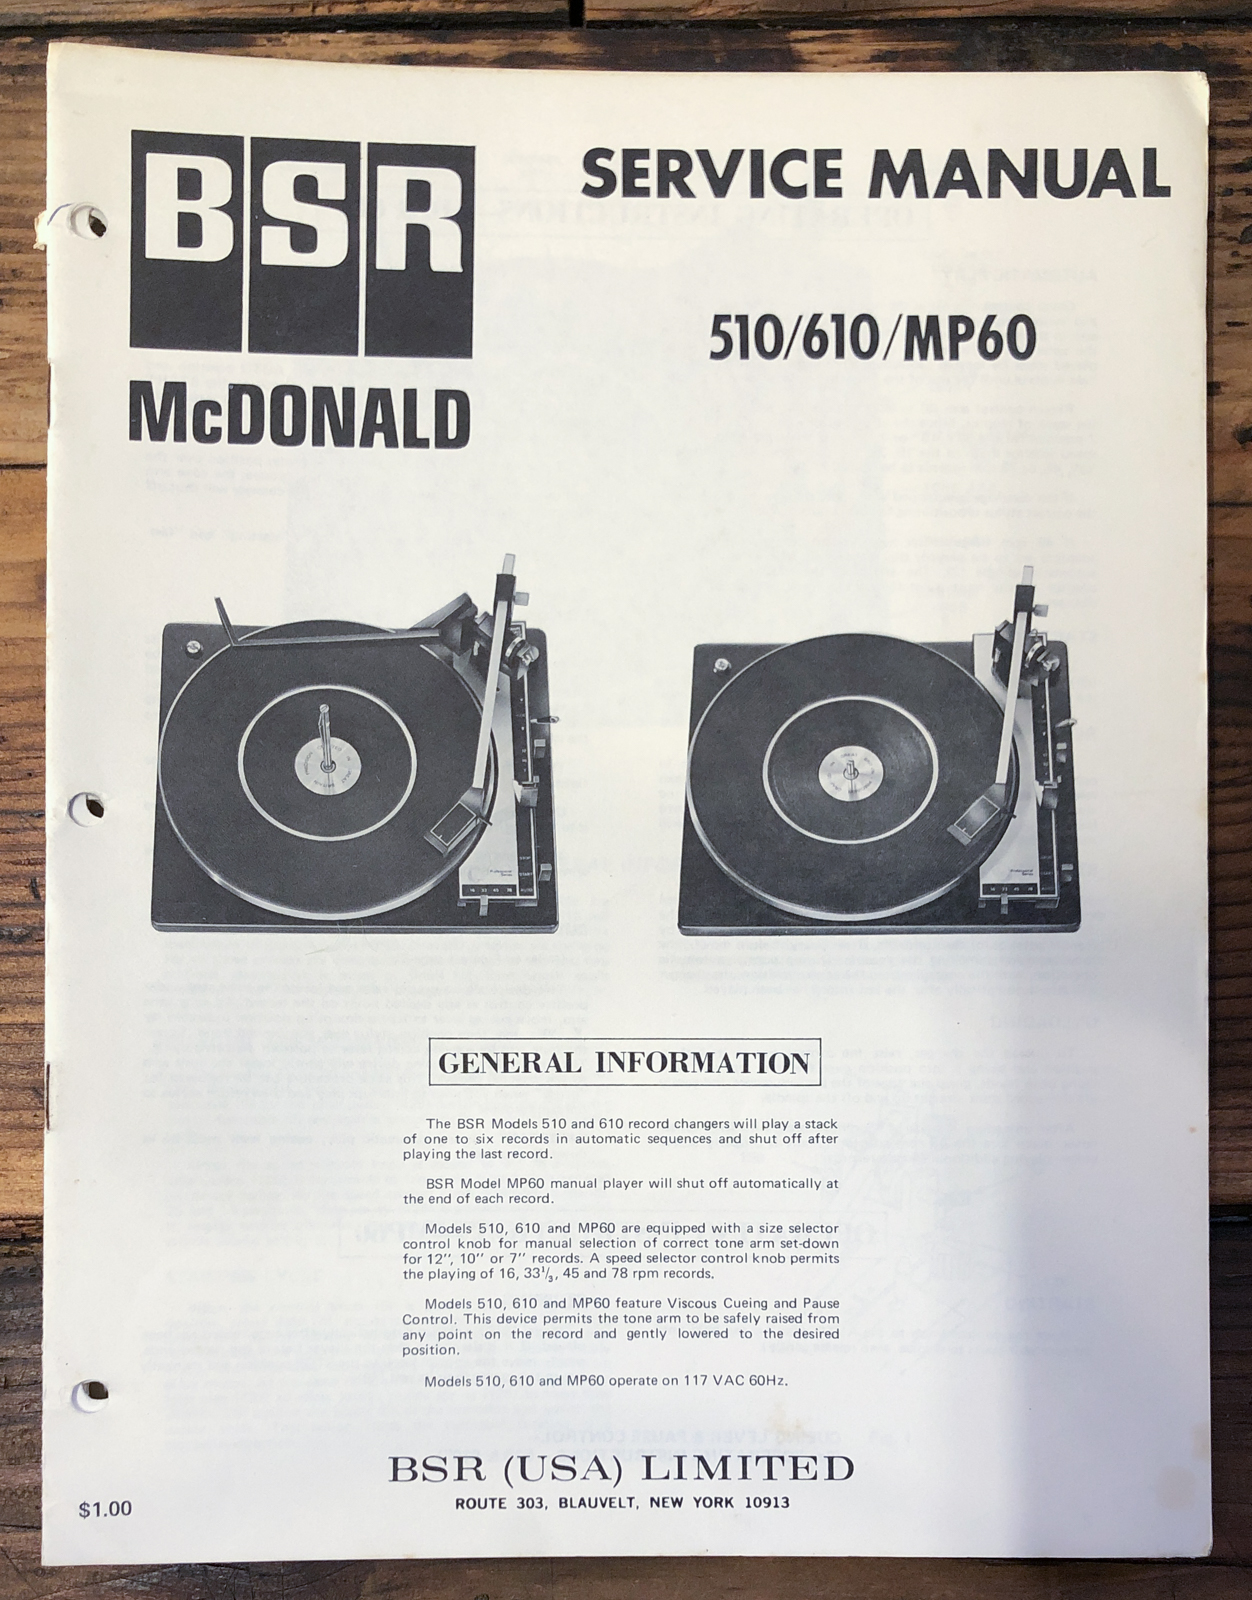 BSR
McDONALD
SERVICE MANUAL
510/610/MP60
GENERAL INFORMATION
The BSR Models 510 and 610 record changers will play a stack
of one to six records in automatic sequences and shut off after
playing the last record.
BSR Model MP60 manual player will shut off automatically at
the end of each record.
Models 510, 610 and MP60 are equipped with a size selector
control knob for manual selection of correct tone arm set-down
for 12", 10" or 7" records. A speed selector control knob permits
the playing of 16, 33 1/3, 45 and 78 rpm records.
Models 510, 610 and MP60 feature Viscous Cueing and Pause
Control. This device permits the tone arm to be safely raised from
any point on the record and gently lowered to the desired
position.
Models 510, 610 and MP60 operate on 117 VAC 60Hz.
BSR (USA) LIMITED
ROUTE 303, BLAUVELT, NEW YORK 10913
$1.00